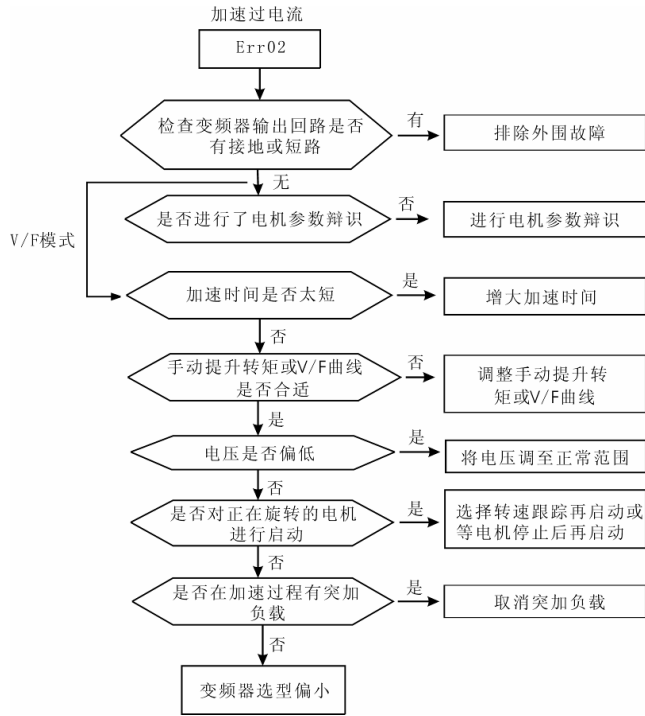 加速过电流
Err02
检查变频器输出回路是否
有接地或短路
有
排除外围故障
无
V/F模式
是否进行了电机参数辩识
否
进行电机参数辩识
加速时间是否太短
是
增大加速时间
否
手动提升转矩或V/F曲线
是否合适
否
调整手动提升转
矩或V/F曲线
是
电压是否偏低
是
将电压调至正常范围
否
是否对正在旋转的电机
进行启动
是
选择转速跟踪再启动或
等电机停止后再启动
否
是否在加速过程有突加
负载
是
取消突加负载
否
变频器选型偏小